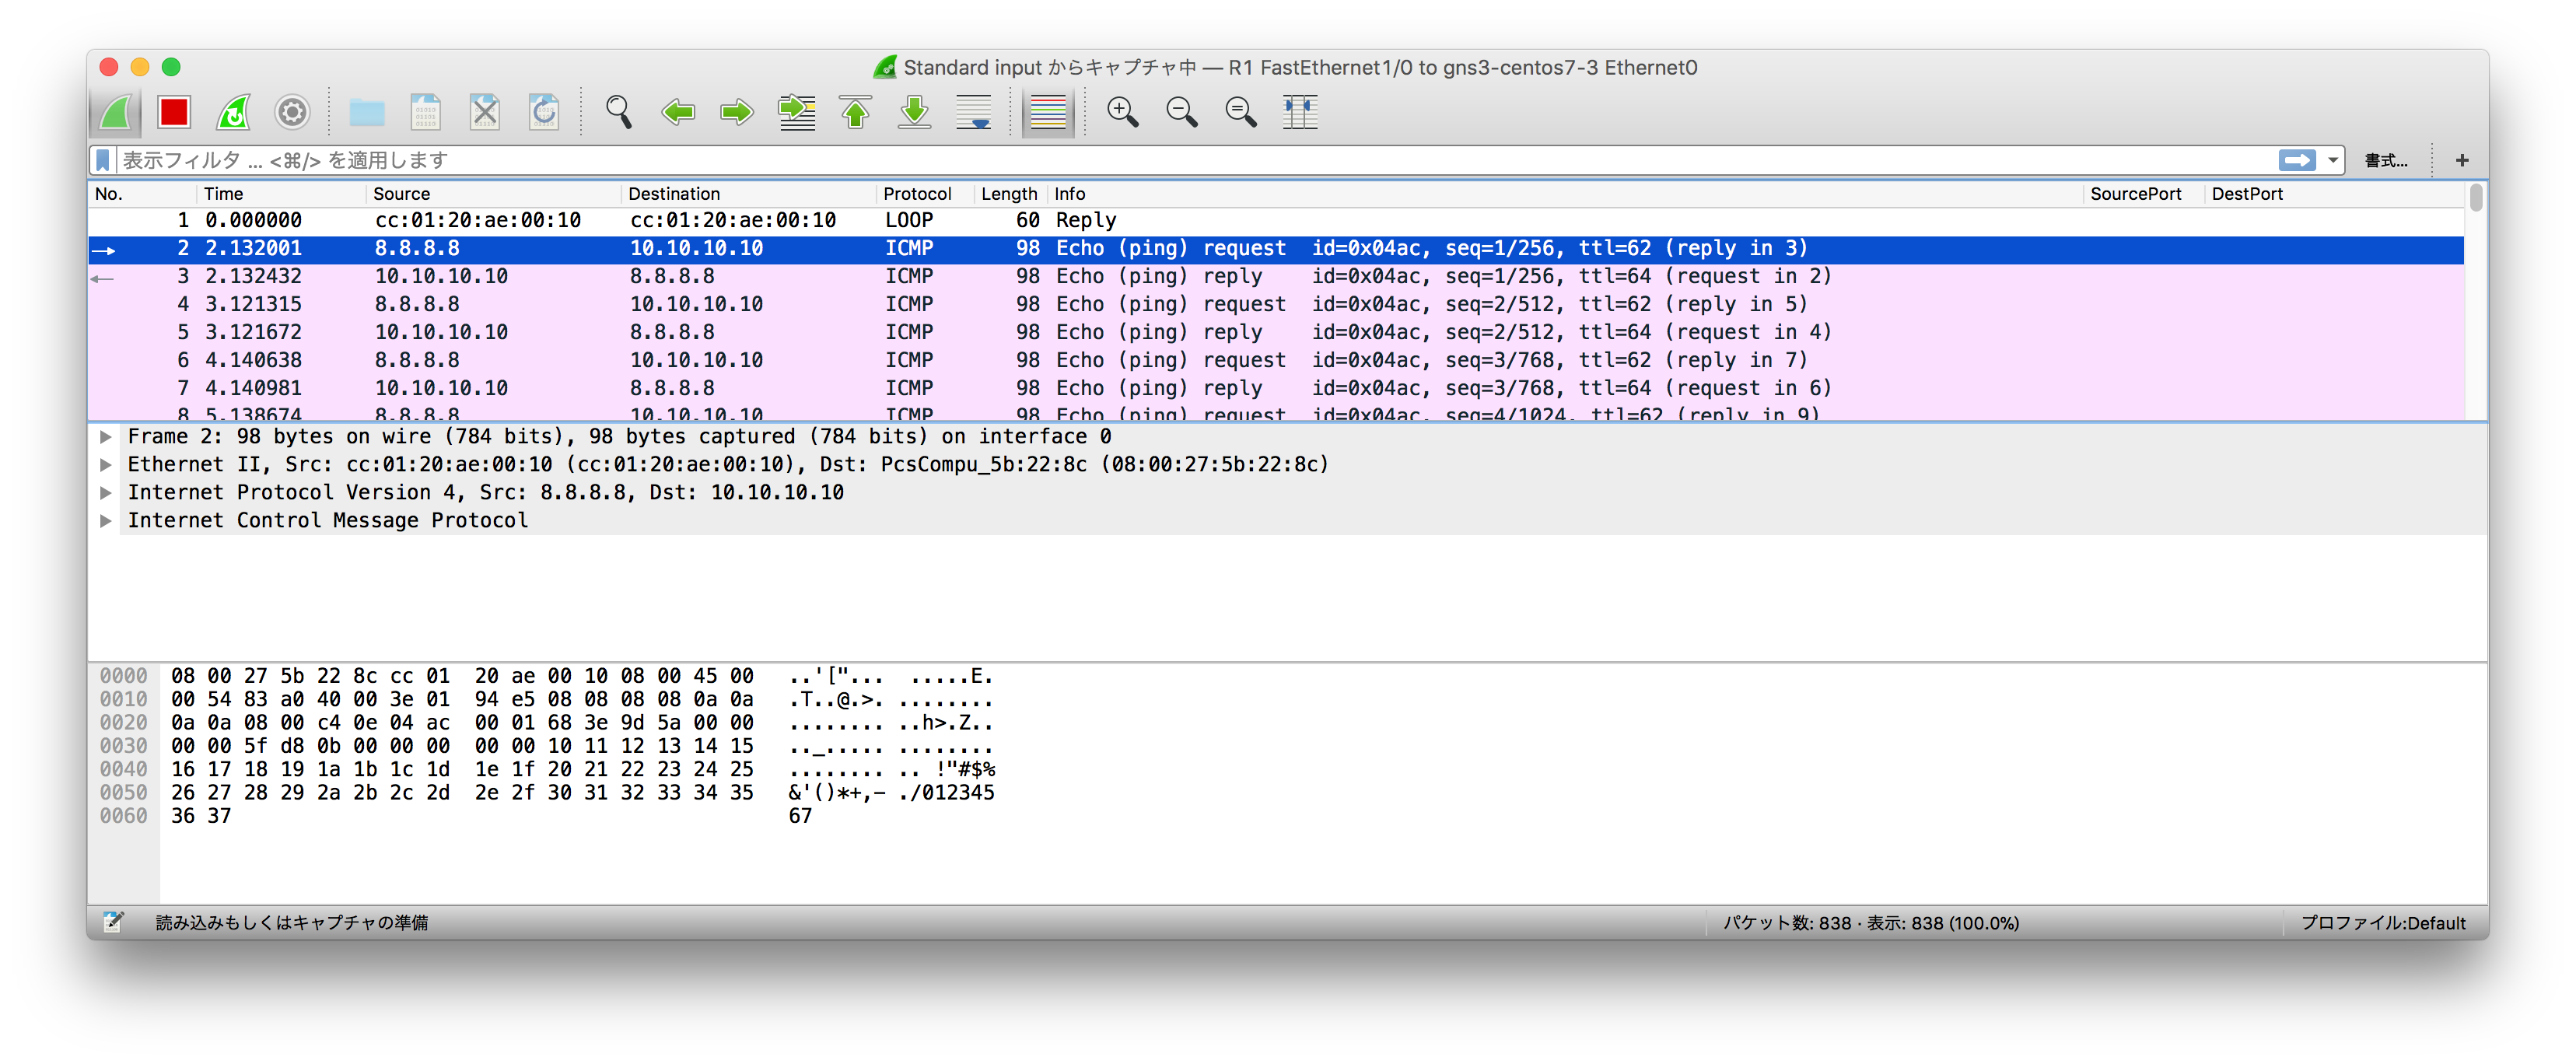 Standard input からキャプチャ中 — R1 FastEthernet1/0 to gns3-centos7-3 Ethernet0
表示フィルタ ... <⌘/> を適用します 書式... +
No. Time Source Destination Protocol Length Info SourcePort DestPort
1 0.000000 cc:01:20:ae:00:10 cc:01:20:ae:00:10 LOOP 60 Reply
2 2.132001 8.8.8.8 10.10.10.10 ICMP 98 Echo (ping) request id=0x04ac, seq=1/256, ttl=62 (reply in 3)
3 2.132432 10.10.10.10 8.8.8.8 ICMP 98 Echo (ping) reply id=0x04ac, seq=1/256, ttl=64 (request in 2)
4 3.121315 8.8.8.8 10.10.10.10 ICMP 98 Echo (ping) request id=0x04ac, seq=2/512, ttl=62 (reply in 5)
5 3.121672 10.10.10.10 8.8.8.8 ICMP 98 Echo (ping) reply id=0x04ac, seq=2/512, ttl=64 (request in 4)
6 4.140638 8.8.8.8 10.10.10.10 ICMP 98 Echo (ping) request id=0x04ac, seq=3/768, ttl=62 (reply in 7)
7 4.140981 10.10.10.10 8.8.8.8 ICMP 98 Echo (ping) reply id=0x04ac, seq=3/768, ttl=64 (request in 6)
8 5.138674 8.8.8.8 10.10.10.10 ICMP 98 Echo (ping) request id=0x04ac, seq=4/1024, ttl=62 (reply in 9)
Frame 2: 98 bytes on wire (784 bits), 98 bytes captured (784 bits) on interface 0
Ethernet II, Src: cc:01:20:ae:00:10 (cc:01:20:ae:00:10), Dst: PcsCompu_5b:22:8c (08:00:27:5b:22:8c)
Internet Protocol Version 4, Src: 8.8.8.8, Dst: 10.10.10.10
Internet Control Message Protocol
0000 08 00 27 5b 22 8c cc 01 20 ae 00 10 08 00 45 00 ..'["... .....E.
0010 00 54 83 a0 40 00 3e 01 94 e5 08 08 08 08 0a 0a .T..@.>. ........
0020 0a 0a 08 00 c4 0e 04 ac 00 01 68 3e 9d 5a 00 00 ........ ..h>.Z..
0030 00 00 5f d8 0b 00 00 00 00 00 10 11 12 13 14 15 .._..... ........
0040 16 17 18 19 1a 1b 1c 1d 1e 1f 20 21 22 23 24 25 ........ .. !"#$%
0050 26 27 28 29 2a 2b 2c 2d 2e 2f 30 31 32 33 34 35 &'()*+,- ./012345
0060 36 37 67
読み込みもしくはキャプチャの準備 パケット数: 838 · 表示: 838 (100.0%) プロファイル:Default